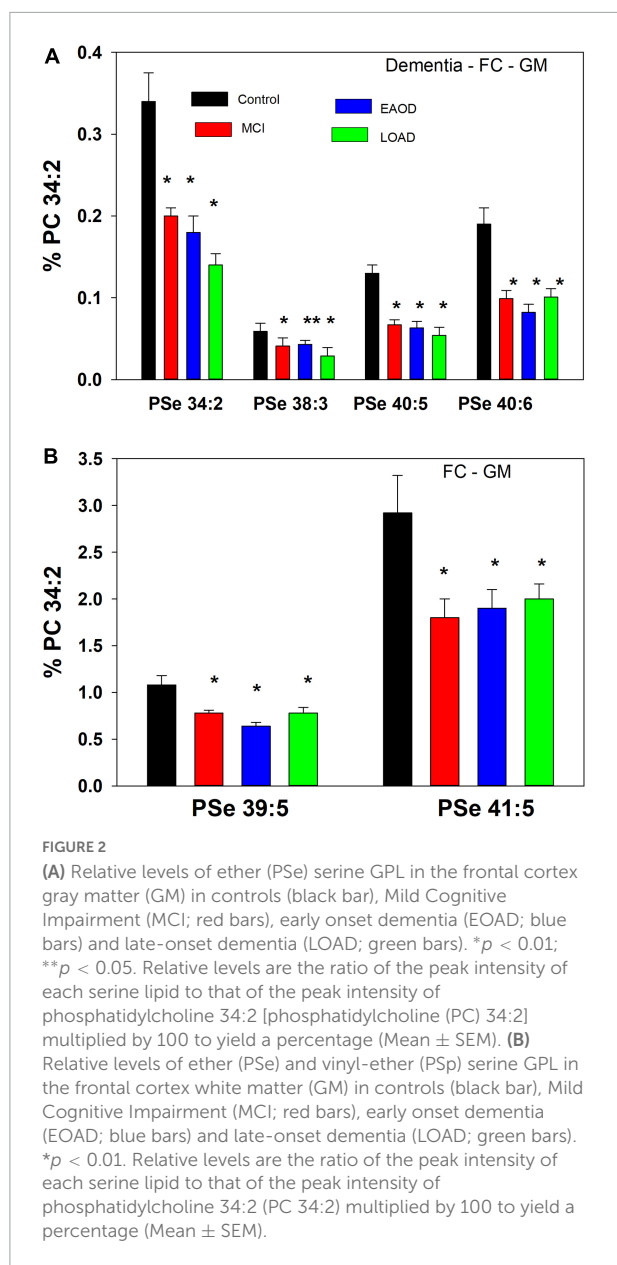 A
Dementia - FC - GM
Control
MCI
EAOD
LOAD
% PC 34:2
0.4
0.3
0.2
0.1
0.0
* * *
* ** *
* * *
* * *
PSe 34:2 PSe 38:3 PSe 40:5 PSe 40:6
B
FC - GM
% PC 34:2
3.5
3.0
2.5
2.0
1.5
1.0
0.5
0.0
* * *
* * *
PSe 39:5 PSe 41:5
FIGURE 2
(A) Relative levels of ether (PSe) serine GPL in the frontal cortex
gray matter (GM) in controls (black bar), Mild Cognitive
Impairment (MCI; red bars), early onset dementia (EOAD; blue
bars) and late-onset dementia (LOAD; green bars). *p < 0.01;
**p < 0.05. Relative levels are the ratio of the peak intensity of
each serine lipid to that of the peak intensity of
phosphatidylcholine 34:2 [phosphatidylcholine (PC) 34:2]
multiplied by 100 to yield a percentage (Mean ± SEM). (B)
Relative levels of ether (PSe) and vinyl-ether (PSp) serine GPL in
the frontal cortex white matter (GM) in controls (black bar), Mild
Cognitive Impairment (MCI; red bars), early onset dementia
(EOAD; blue bars) and late-onset dementia (LOAD; green bars).
*p < 0.01. Relative levels are the ratio of the peak intensity of
each serine lipid to that of the peak intensity of
phosphatidylcholine 34:2 (PC 34:2) multiplied by 100 to yield a
percentage (Mean ± SEM).